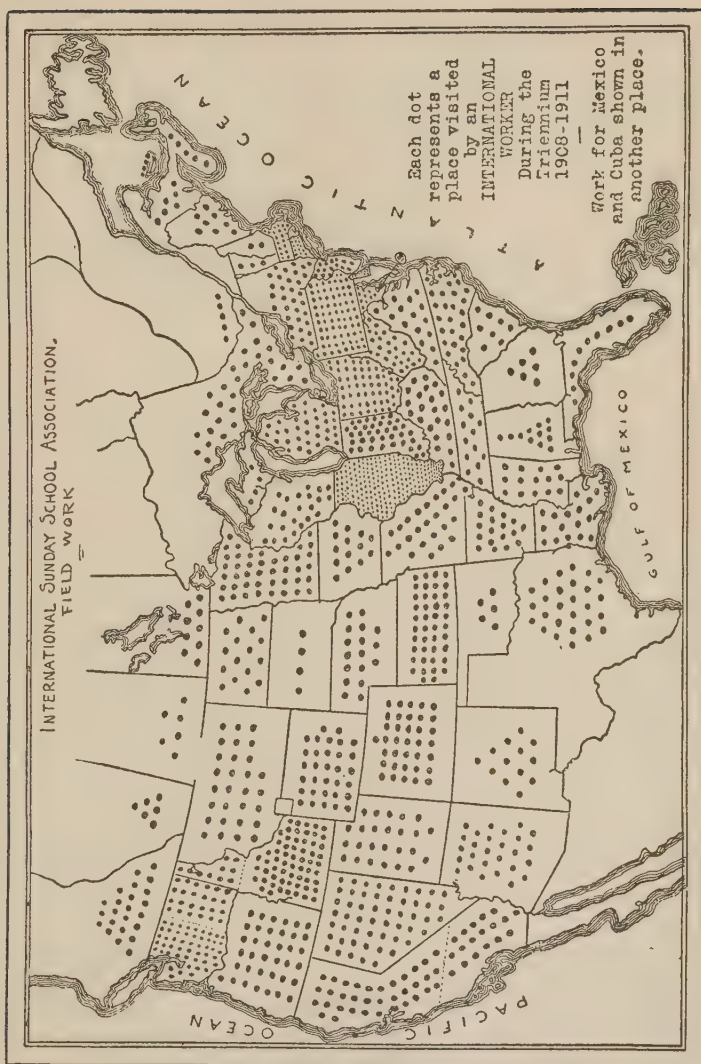 INTERNATIONAL SUNDAY SCHOOL ASSOCIATION.
FIELD WORK
Each dot
represents a
place visited
by an
INTERNATIONAL
WORKER
During the
Triennium
1908-1911
Work for Mexico
and Cuba shown in
another place.
ATLANTIC OCEAN
GULF OF MEXICO
PACIFIC OCEAN